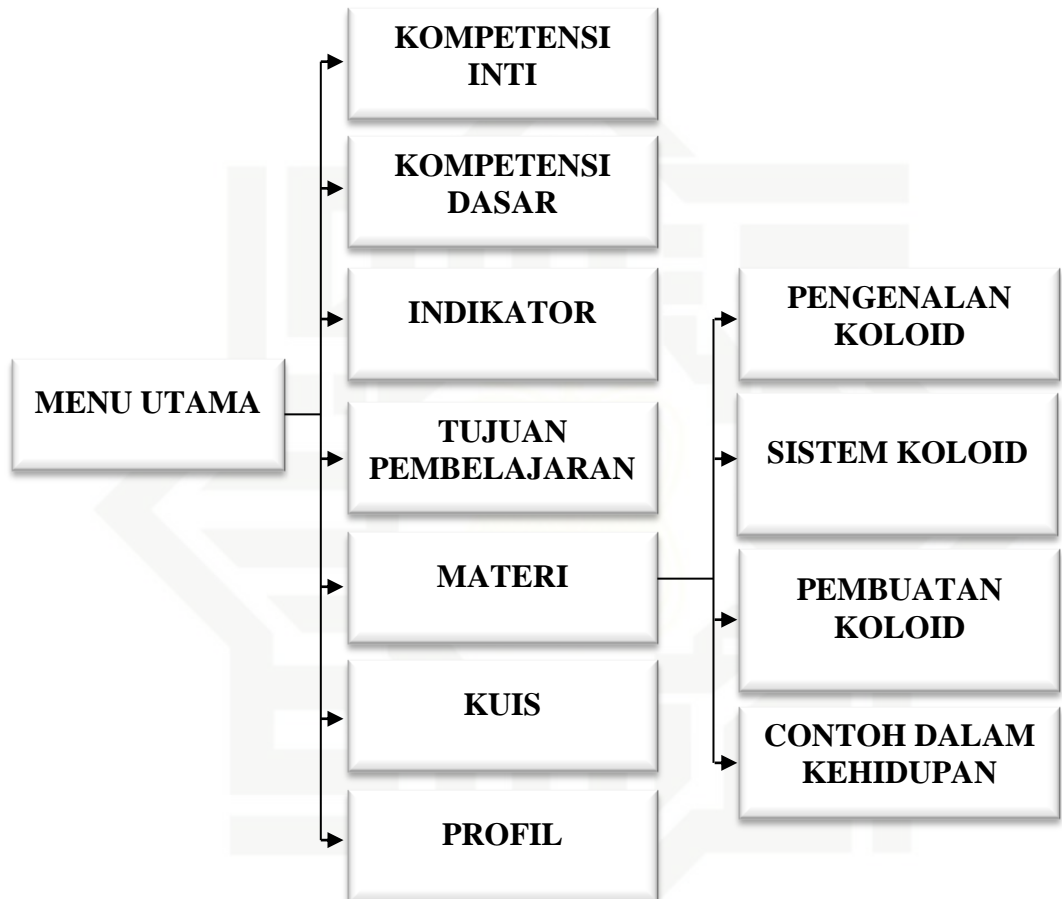 MENU UTAMA
KOMPETENSI
INTI
KOMPETENSI
DASAR
INDIKATOR
TUJUAN
PEMBELAJARAN
MATERI
KUIS
PROFIL
PENGENALAN
KOLOID
SISTEM KOLOID
PEMBUATAN
KOLOID
CONTOH DALAM
KEHIDUPAN